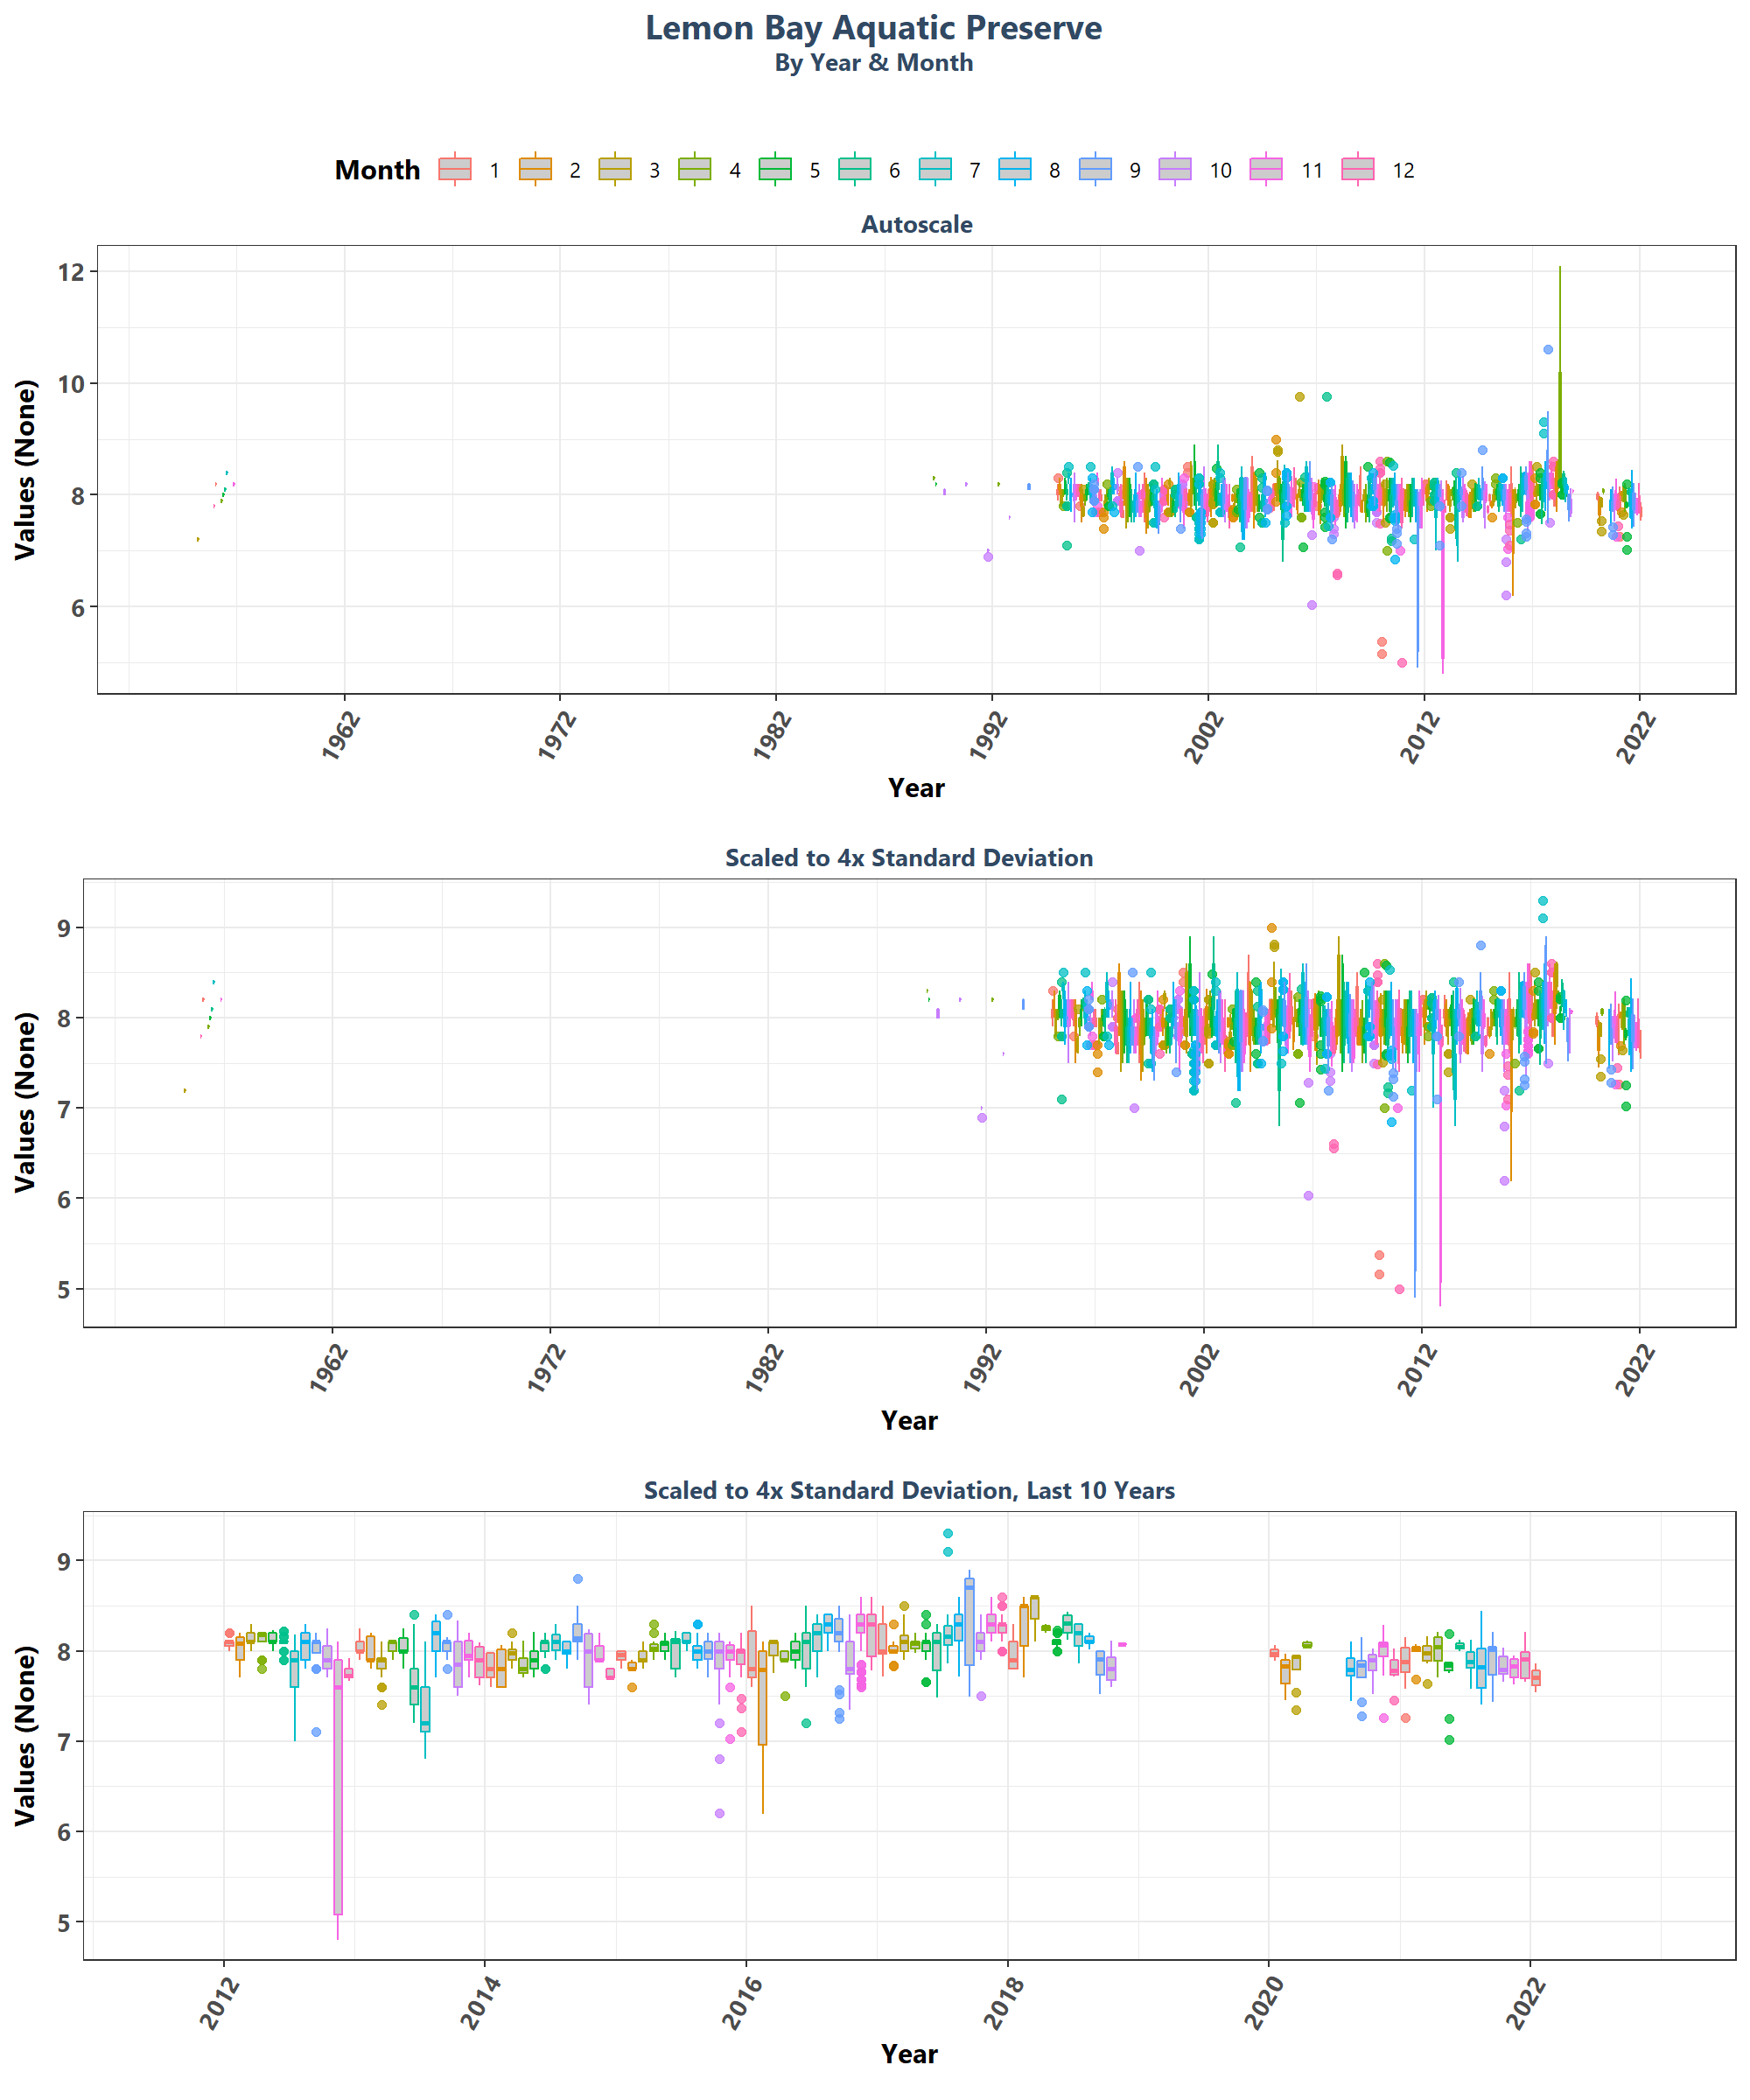 Lemon Bay Aquatic Preserve
By Year & Month
Month 1 2 3 4 5 6 7 8 9 10 11 12
Autoscale
Values (None)
12
10
8
6
1962 1972 1982 1992 2002 2012 2022
Year
Scaled to 4x Standard Deviation
Values (None)
9
8
7
6
5
1962 1972 1982 1992 2002 2012 2022
Year
Scaled to 4x Standard Deviation, Last 10 Years
Values (None)
9
8
7
6
5
2012 2014 2016 2018 2020 2022
Year